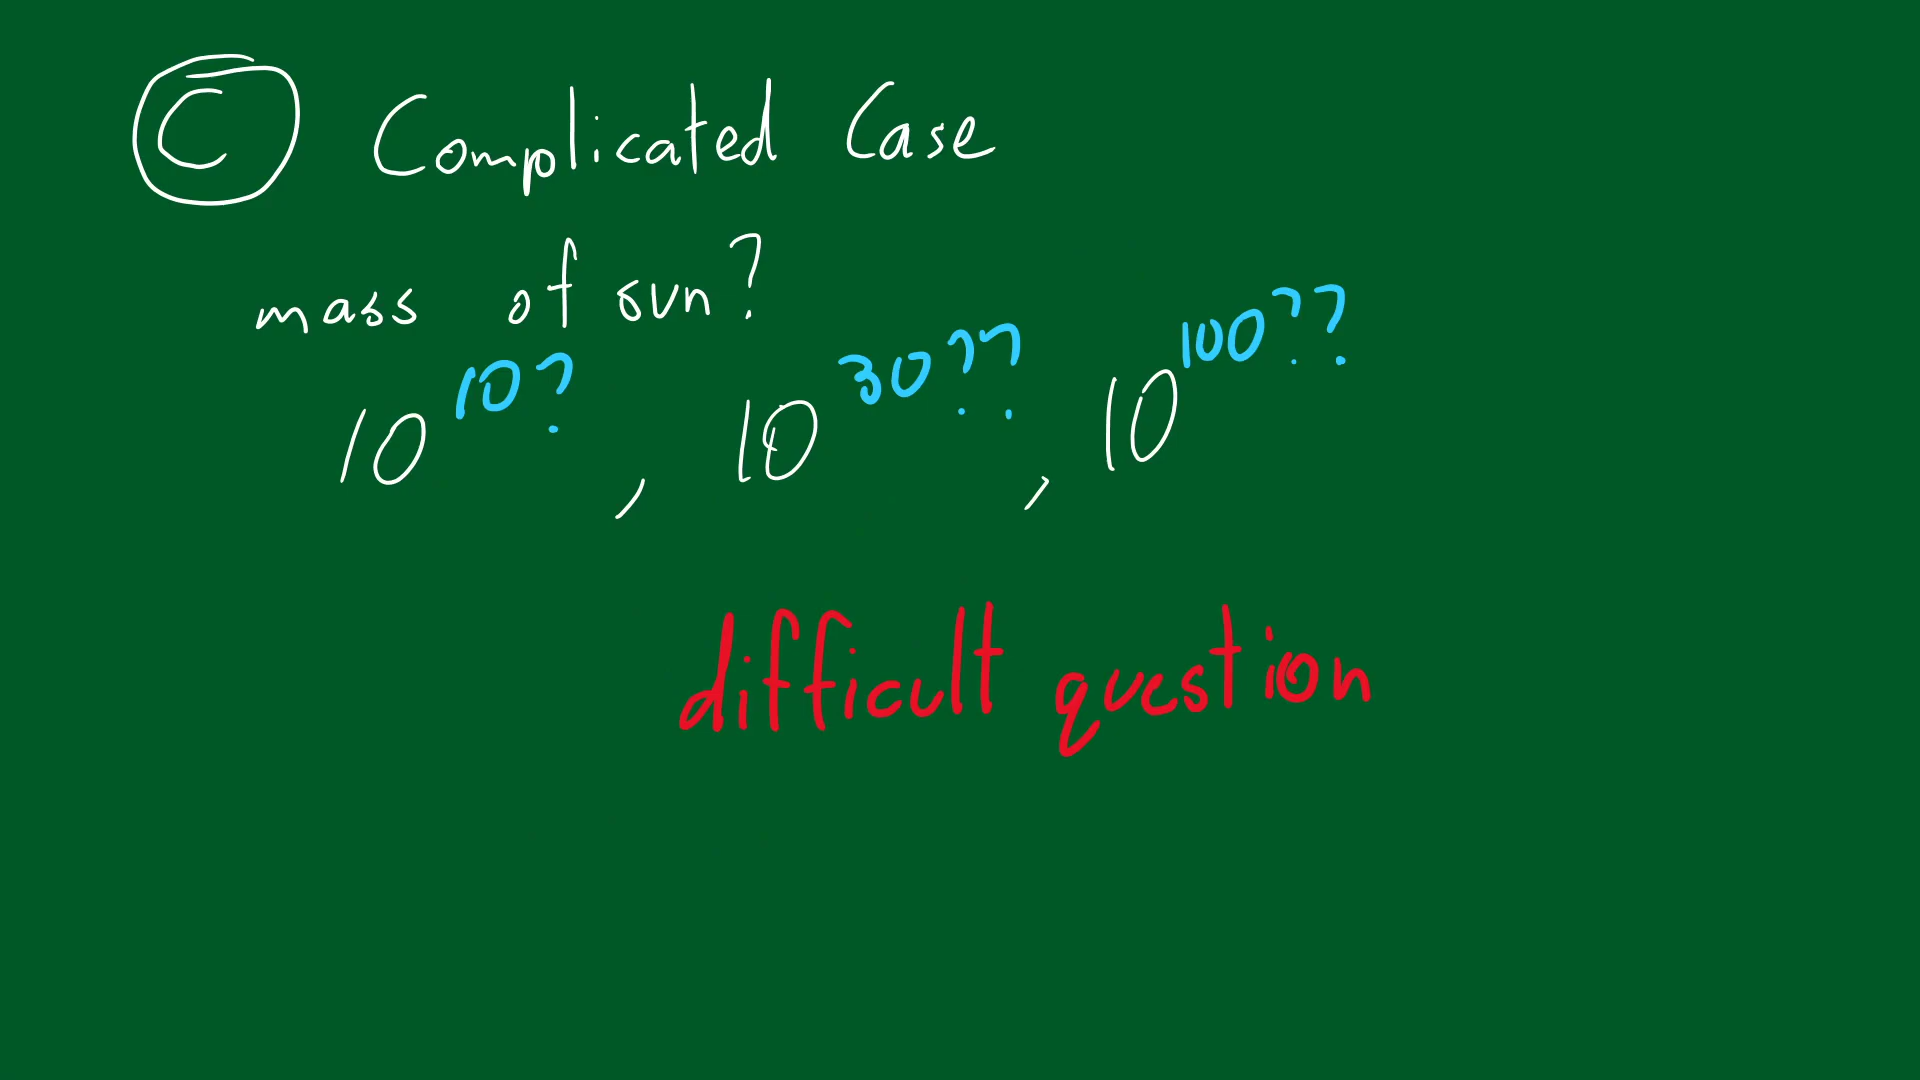 C Complicated Case
mass of sun?
10^10?, 10^30??, 10^100??
difficult question